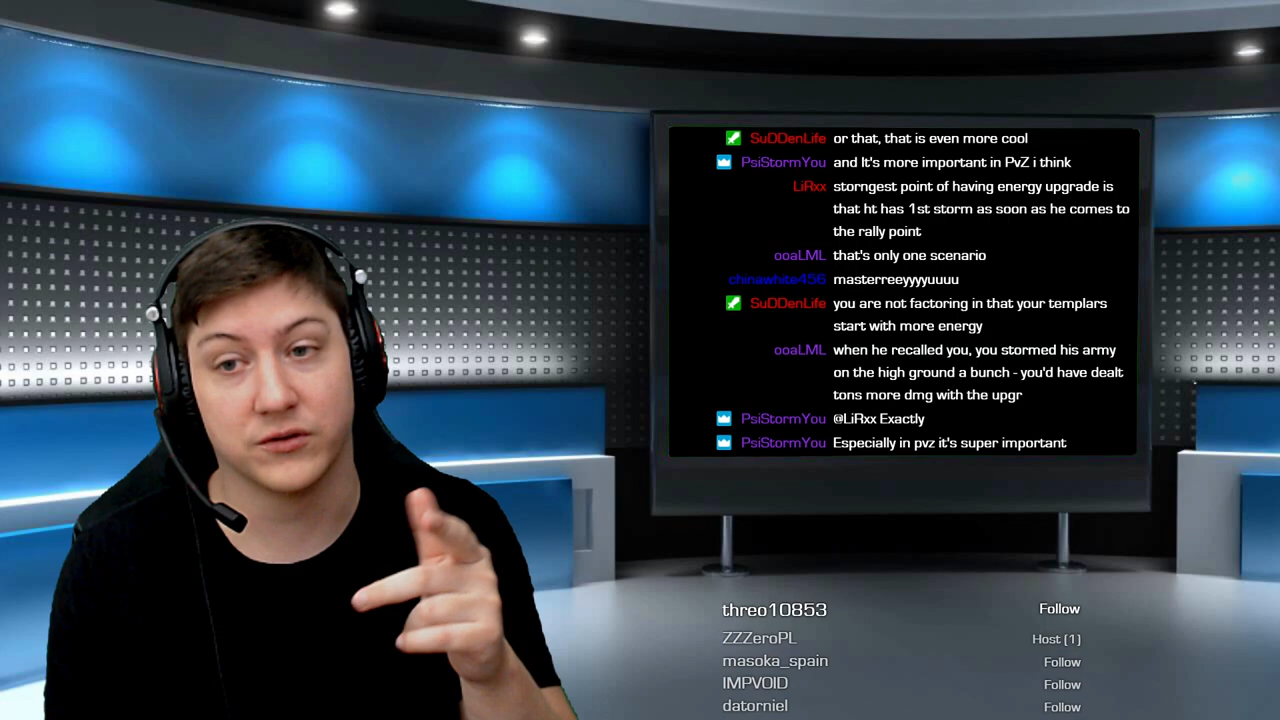 SuDDenLife or that, that is even more cool
PsiStormYou and It's more important in PvZ i think
LiRxx storngest point of having energy upgrade is
that ht has 1st storm as soon as he comes to
the rally point
ooaLML that's only one scenario
chinawhite456 masterreeyyyyuuuu
SuDDenLife you are not factoring in that your templars
start with more energy
ooaLML when he recalled you, you stormed his army
on the high ground a bunch - you'd have dealt
tons more dmg with the upgr
PsiStormYou @LiRxx Exactly
PsiStormYou Especially in pvz it's super important
threo10853 Follow
ZZZeroPL Host (1)
masoka_spain Follow
IMPVOID Follow
datorniel Follow